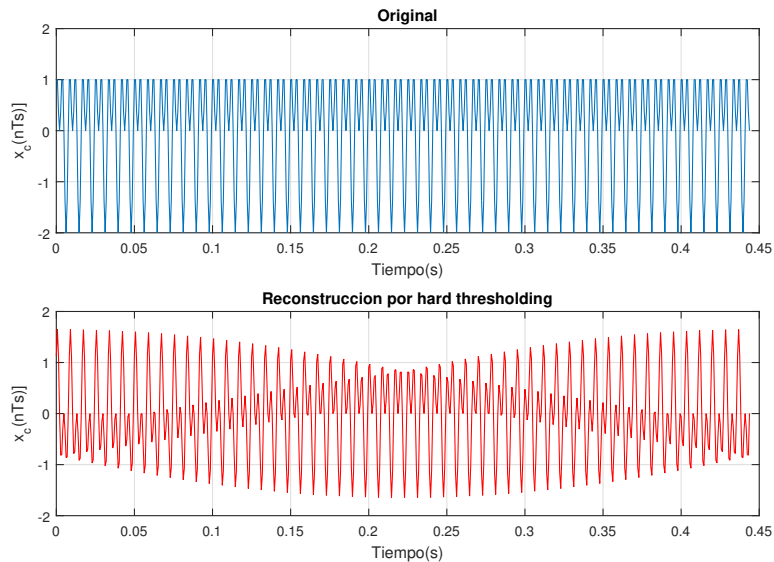 Original
2
1
0
-1
-2
x_c(nTs)]
0 0.05 0.1 0.15 0.2 0.25 0.3 0.35 0.4 0.45
Tiempo(s)
Reconstruccion por hard thresholding
2
1
0
-1
-2
x_c(nTs)]
0 0.05 0.1 0.15 0.2 0.25 0.3 0.35 0.4 0.45
Tiempo(s)